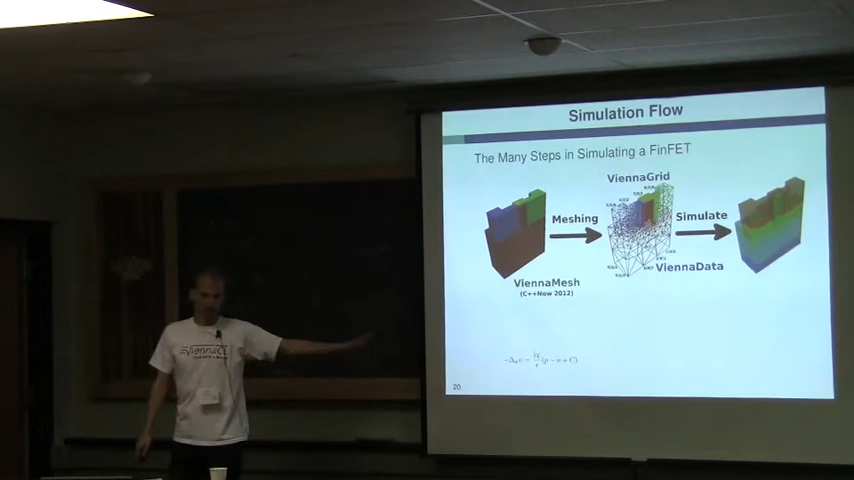 Simulation Flow
The Many Steps in Simulating a FinFET
ViennaGrid
Meshing
Simulate
ViennaData
ViennaMesh
(C++Now 2012)
20
ViennaCL